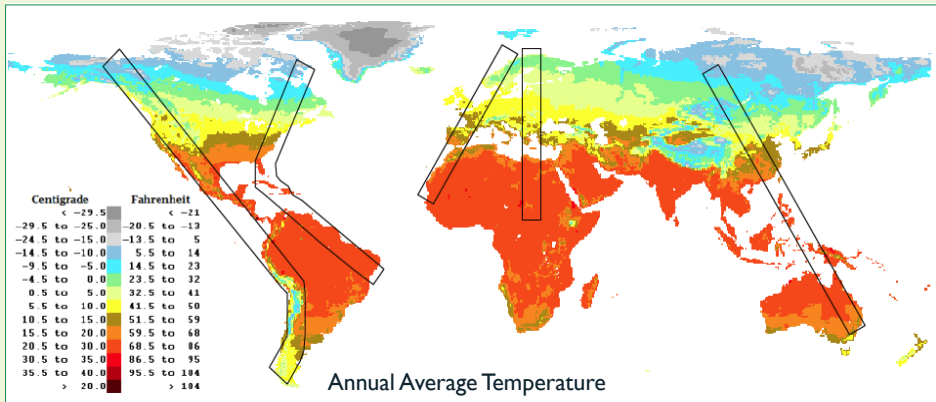 Centigrade Fahrenheit
< -29.5 < -21
-29.5 to -25.0 -20.5 to -13
-24.5 to -15.0 -13.5 to 5
-14.5 to -10.0 5.5 to 14
-9.5 to -5.0 14.5 to 23
-4.5 to 0.0 23.5 to 32
0.5 to 5.0 32.5 to 41
5.5 to 10.0 41.5 to 50
10.5 to 15.0 51.5 to 59
15.5 to 20.0 59.5 to 68
20.5 to 30.0 68.5 to 86
30.5 to 35.0 86.5 to 95
35.5 to 40.0 95.5 to 104
> 20.0 > 104
Annual Average Temperature